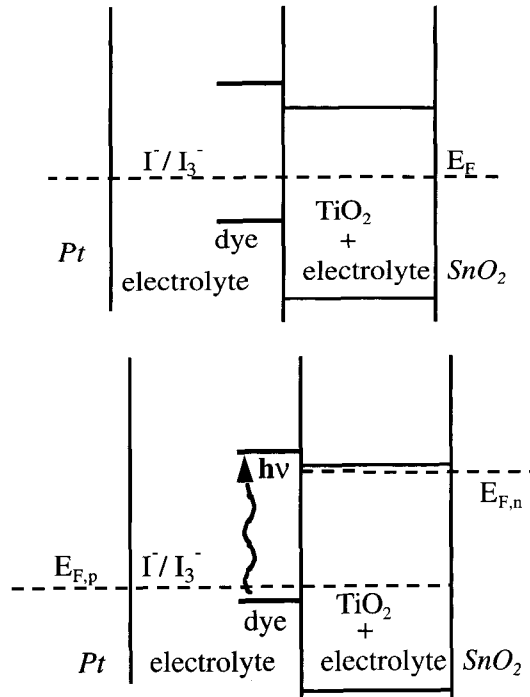 I⁻/ I₃⁻
E_F
TiO₂
dye
+
Pt
electrolyte
electrolyte
SnO₂
hν
E_F,n
E_F,p
I⁻/ I₃⁻
TiO₂
dye
+
Pt
electrolyte
electrolyte
SnO₂